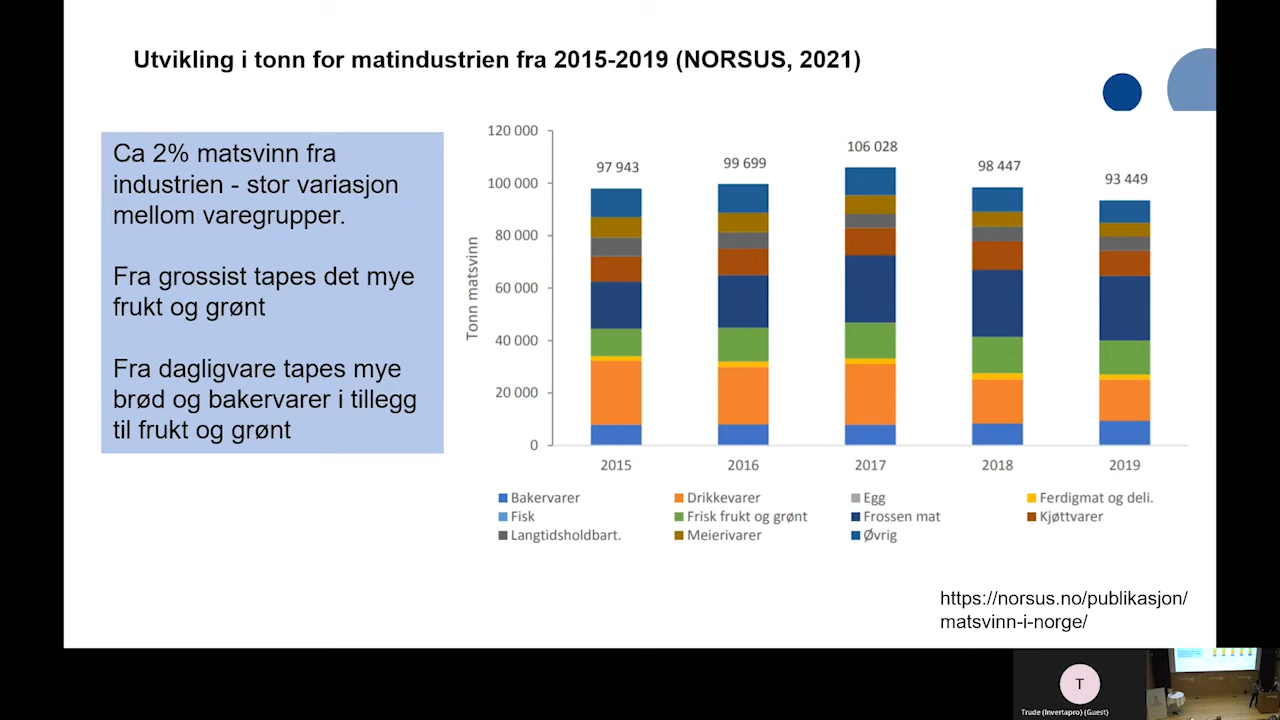 Utvikling i tonn for matindustrien fra 2015-2019 (NORSUS, 2021)
Ca 2% matsvinn fra
industrien - stor variasjon
mellom varegrupper.
Fra grossist tapes det mye
frukt og grønt
Fra dagligvare tapes mye
brød og bakervarer i tillegg
til frukt og grønt
Tonn matsvinn
120 000
100 000
80 000
60 000
40 000
20 000
0
97 943
99 699
106 028
98 447
93 449
2015
2016
2017
2018
2019
Bakervarer
Drikkevarer
Egg
Ferdigmat og deli.
Fisk
Frisk frukt og grønt
Frossen mat
Kjøttvarer
Langtidsholdbart.
Meierivarer
Øvrig
https://norsus.no/publikasjon/
matsvinn-i-norge/
T
Trude (Invertapro) (Guest)